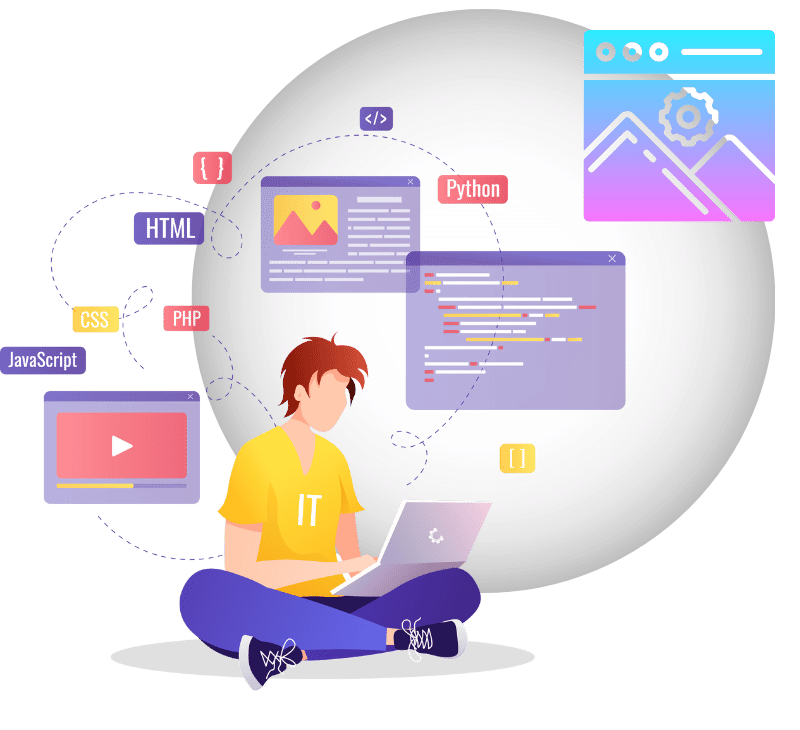 </>
{ }
Python
HTML
CSS
PHP
JavaScript
[ ]
IT